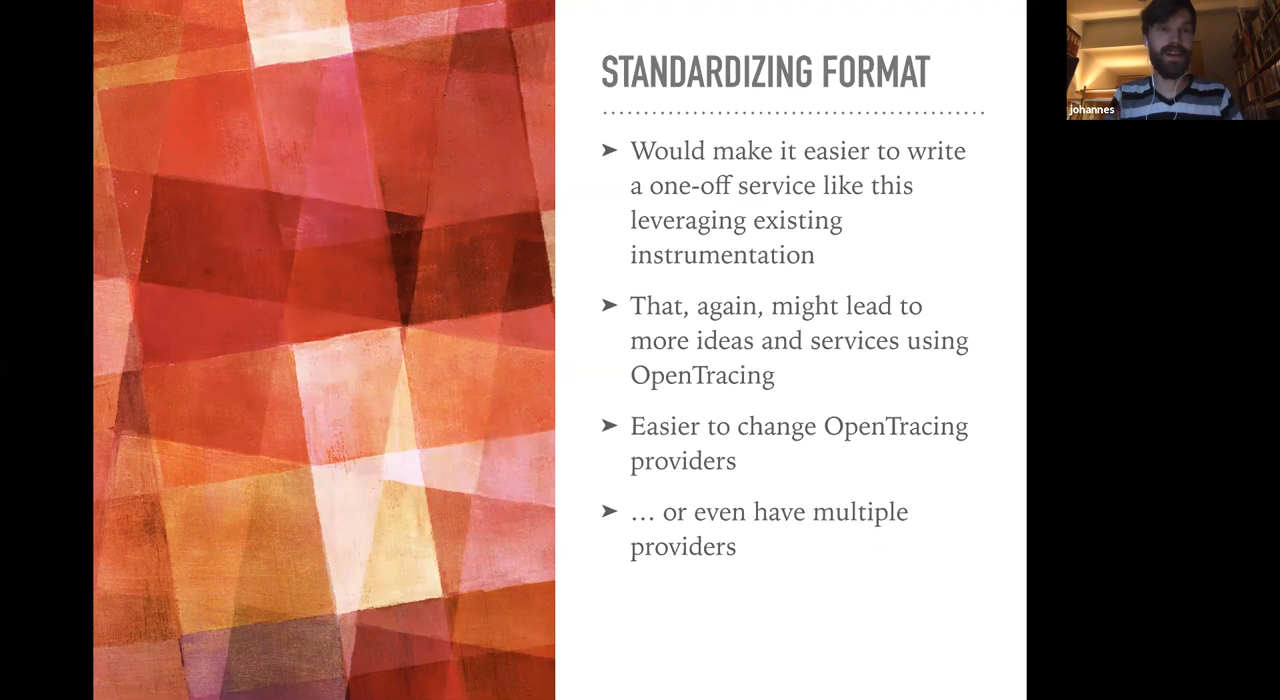 STANDARDIZING FORMAT
➤ Would make it easier to write
a one-off service like this
leveraging existing
instrumentation
➤ That, again, might lead to
more ideas and services using
OpenTracing
➤ Easier to change OpenTracing
providers
➤ … or even have multiple
providers
johannes